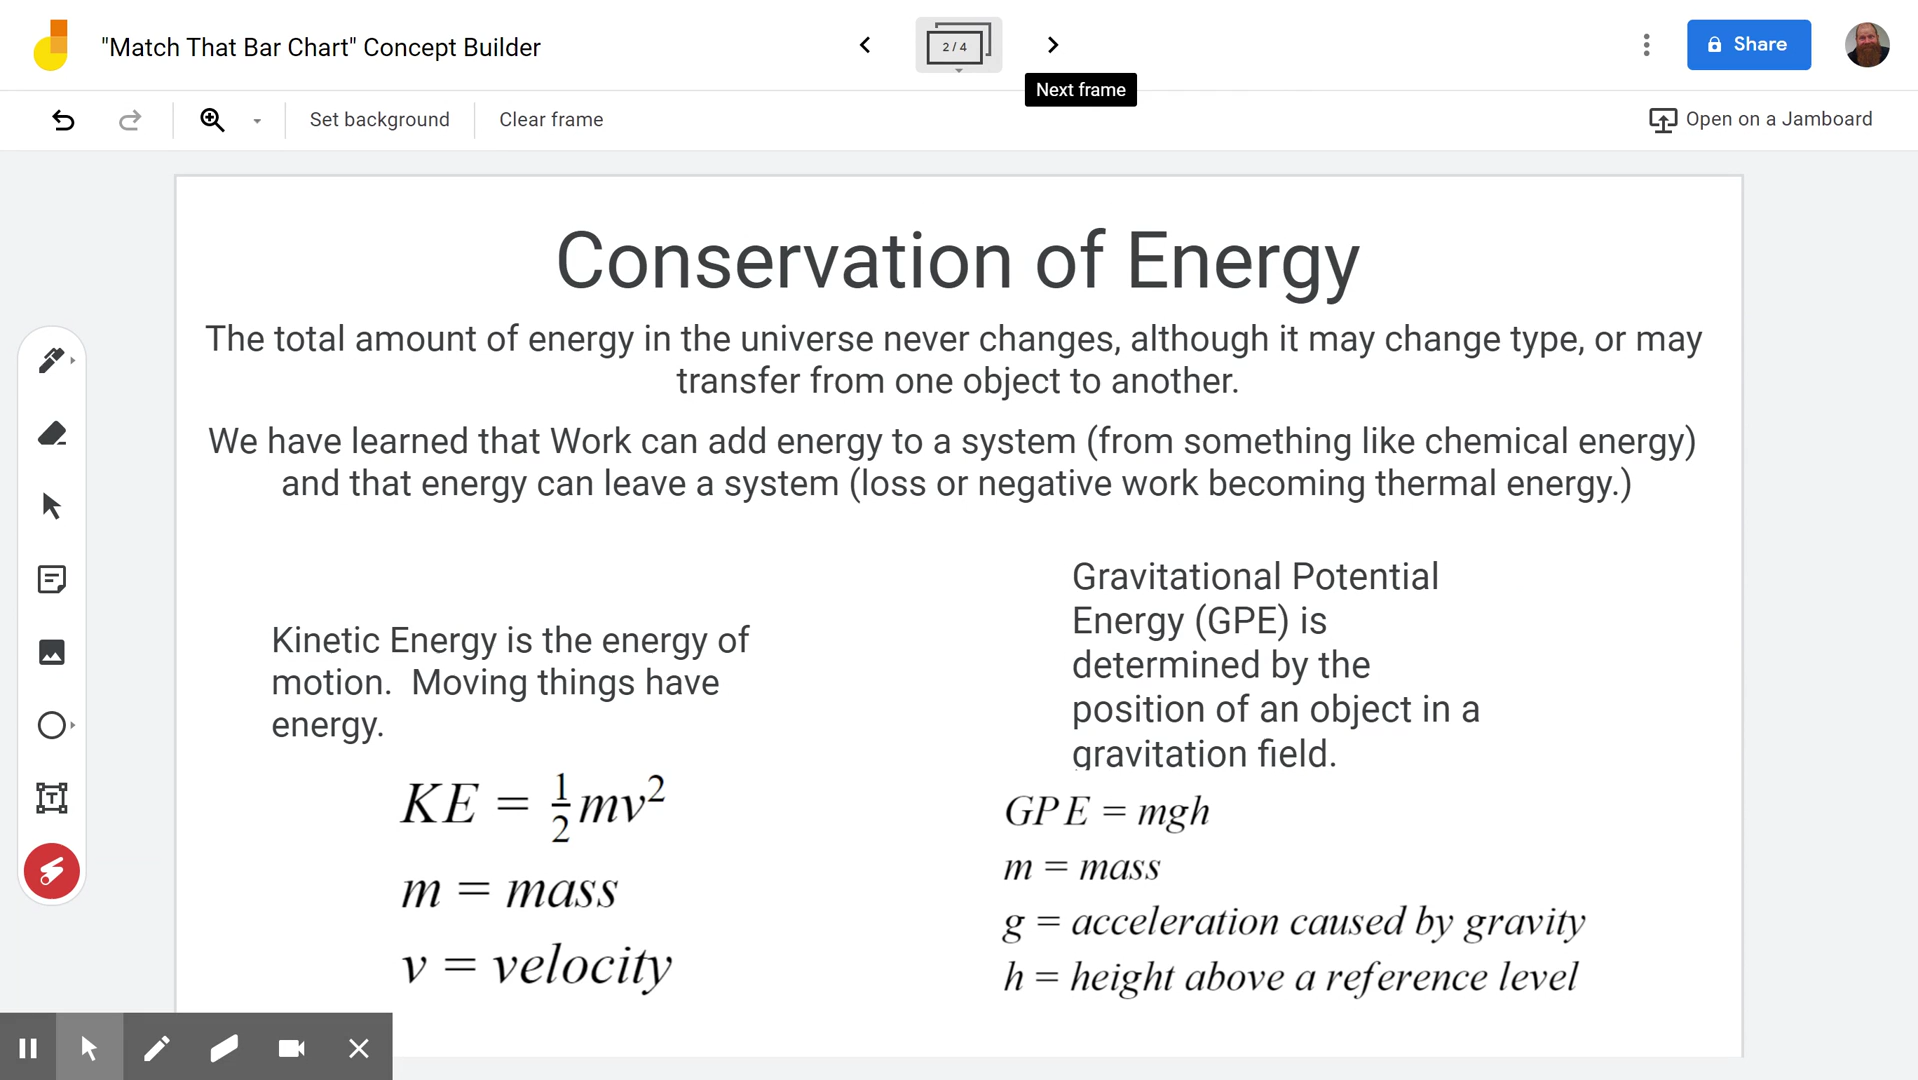 "Match That Bar Chart" Concept Builder
2 / 4
Share
Next frame
Set background
Clear frame
Open on a Jamboard
Conservation of Energy
The total amount of energy in the universe never changes, although it may change type, or may
transfer from one object to another.
We have learned that Work can add energy to a system (from something like chemical energy)
and that energy can leave a system (loss or negative work becoming thermal energy.)
Kinetic Energy is the energy of
motion.  Moving things have
energy.
KE = ½mv²
m = mass
v = velocity
Gravitational Potential
Energy (GPE) is
determined by the
position of an object in a
gravitation field.
GPE = mgh
m = mass
g = acceleration caused by gravity
h = height above a reference level